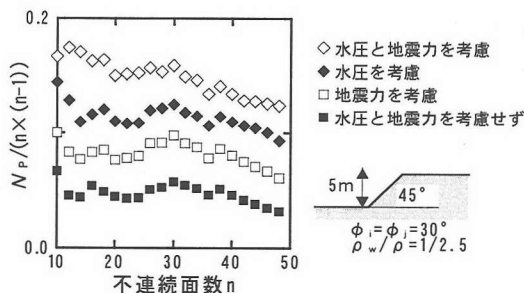 0.2
0.0
N_P/(n×(n-1))
10 20 30 40 50
不連続面数n
◇水圧と地震力を考慮
◆水圧を考慮
□地震力を考慮
■水圧と地震力を考慮せず
5m
45°
φ_i=φ_j=30°
ρ_w/ρ=1/2.5